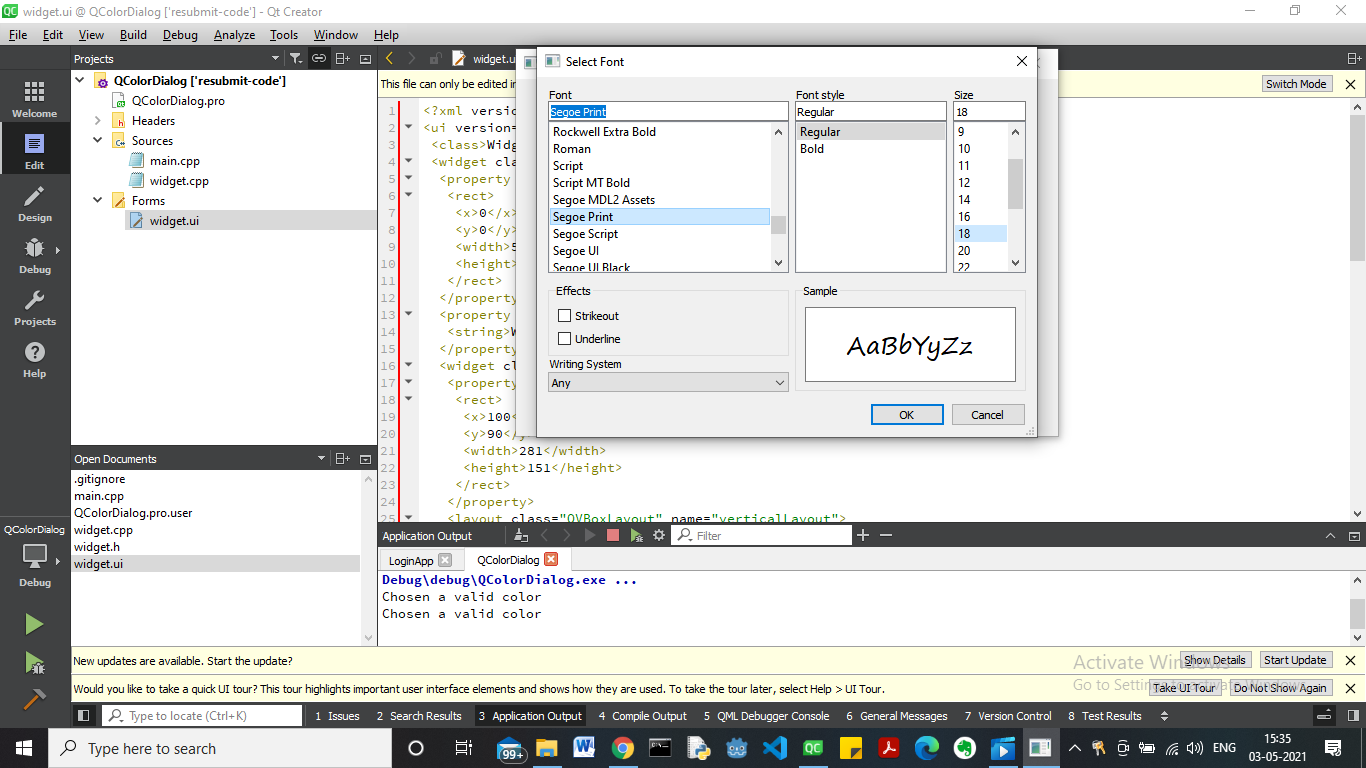 widget.ui @ QColorDialog ['resubmit-code'] - Qt Creator
File Edit View Build Debug Analyze Tools Window Help
Projects
widget.u
Select Font
QColorDialog ['resubmit-code']
QColorDialog.pro
Headers
Sources
main.cpp
widget.cpp
Forms
widget.ui
Welcome
Edit
Design
Debug
Projects
Help
This file can only be edited in
Switch Mode
1 <?xml versio
2 <ui version=
3 <class>Widg
4 <widget cla
5 <property
6 <rect>
7 <x>0</x>
8 <y>0</y>
9 <width>5
10 <height>
11 </rect>
12 </property
13 <property
14 <string>W
15 </property
16 <widget cl
17 <property
18 <rect>
19 <x>100<
20 <y>90</y
21 <width>281</width>
22 <height>151</height>
23 </rect>
24 </property>
25 <layout class="QVBoxLayout" name="verticalLayout">
Font
Segoe Print
Rockwell Extra Bold
Roman
Script
Script MT Bold
Segoe MDL2 Assets
Segoe Print
Segoe Script
Segoe UI
Segoe UI Black
Font style
Regular
Regular
Bold
Size
18
9
10
11
12
14
16
18
20
22
Effects
Strikeout
Underline
Writing System
Any
Sample
AaBbYyZz
OK
Cancel
Open Documents
.gitignore
main.cpp
QColorDialog.pro.user
widget.cpp
widget.h
widget.ui
QColorDialog
Debug
Application Output
Filter
LoginApp
QColorDialog
Debug\debug\QColorDialog.exe ...
Chosen a valid color
Chosen a valid color
New updates are available. Start the update?
Show Details
Start Update
Would you like to take a quick UI tour? This tour highlights important user interface elements and shows how they are used. To take the tour later, select Help > UI Tour.
Take UI Tour
Do Not Show Again
Activate Windows
Type to locate (Ctrl+K)
1 Issues
2 Search Results
3 Application Output
4 Compile Output
5 QML Debugger Console
6 General Messages
7 Version Control
8 Test Results
Type here to search
99+
ENG
15:35
03-05-2021